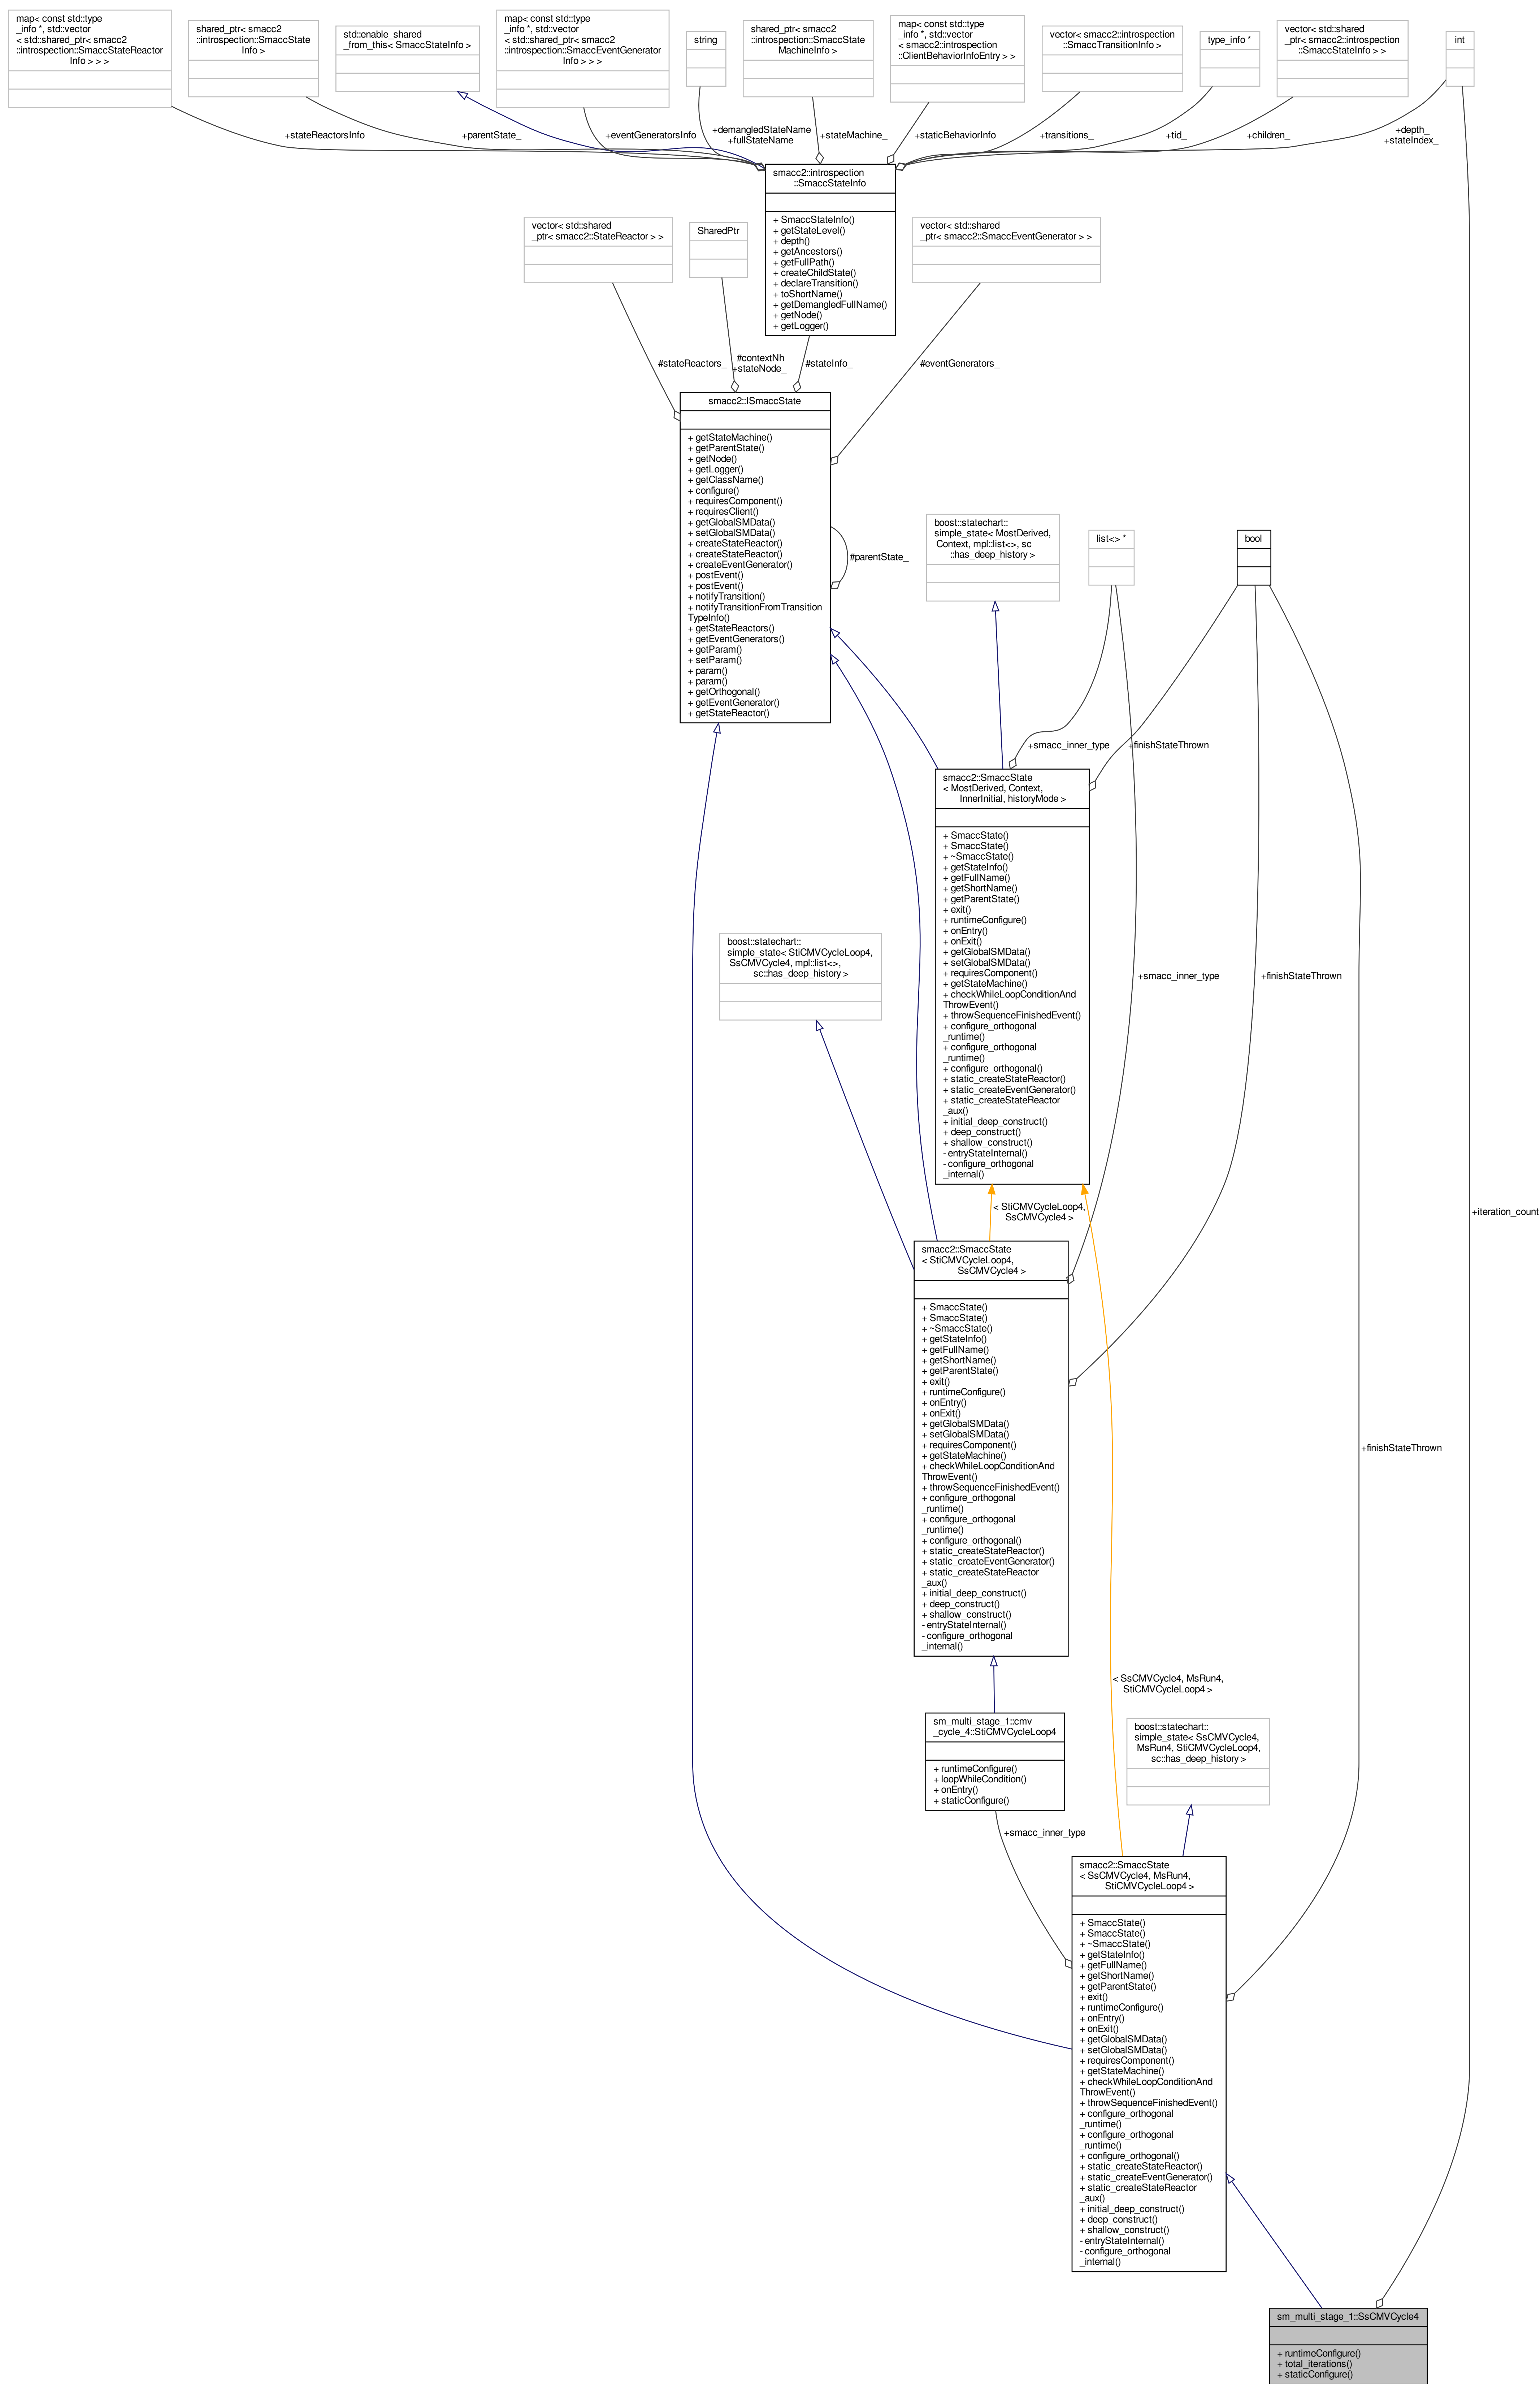 map< const std::type
_info *, std::vector
< std::shared_ptr< smacc2
::introspection::SmaccStateReactor
Info > > >
shared_ptr< smacc2
::introspection::SmaccState
Info >
std::enable_shared
_from_this< SmaccStateInfo >
map< const std::type
_info *, std::vector
< std::shared_ptr< smacc2
::introspection::SmaccEventGenerator
Info > > >
string
shared_ptr< smacc2
::introspection::SmaccState
MachineInfo >
map< const std::type
_info *, std::vector
< smacc2::introspection
::ClientBehaviorInfoEntry > >
vector< smacc2::introspection
::SmaccTransitionInfo >
type_info *
vector< std::shared
_ptr< smacc2::introspection
::SmaccStateInfo > >
int
+stateReactorsInfo
+parentState_
+eventGeneratorsInfo
+demangledStateName
+fullStateName
+stateMachine_
+staticBehaviorInfo
+transitions_
+tid_
+children_
+depth_
+stateIndex_
smacc2::introspection
::SmaccStateInfo
+ SmaccStateInfo()
+ getStateLevel()
+ depth()
+ getAncestors()
+ getFullPath()
+ createChildState()
+ declareTransition()
+ toShortName()
+ getDemangledFullName()
+ getNode()
+ getLogger()
vector< std::shared
_ptr< smacc2::StateReactor > >
SharedPtr
vector< std::shared
_ptr< smacc2::SmaccEventGenerator > >
#stateReactors_
#contextNh
+stateNode_
#stateInfo_
#eventGenerators_
smacc2::ISmaccState
+ getStateMachine()
+ getParentState()
+ getNode()
+ getLogger()
+ getClassName()
+ configure()
+ requiresComponent()
+ requiresClient()
+ getGlobalSMData()
+ setGlobalSMData()
+ createStateReactor()
+ createStateReactor()
+ createEventGenerator()
+ postEvent()
+ postEvent()
+ notifyTransition()
+ notifyTransitionFromTransition
TypeInfo()
+ getStateReactors()
+ getEventGenerators()
+ getParam()
+ setParam()
+ param()
+ param()
+ getOrthogonal()
+ getEventGenerator()
+ getStateReactor()
#parentState_
boost::statechart::
simple_state< MostDerived,
Context, mpl::list<>, sc
::has_deep_history >
list<> *
bool
+smacc_inner_type
+finishStateThrown
smacc2::SmaccState
< MostDerived, Context,
InnerInitial, historyMode >
+ SmaccState()
+ SmaccState()
+ ~SmaccState()
+ getStateInfo()
+ getFullName()
+ getShortName()
+ getParentState()
+ exit()
+ runtimeConfigure()
+ onEntry()
+ onExit()
+ getGlobalSMData()
+ setGlobalSMData()
+ requiresComponent()
+ getStateMachine()
+ checkWhileLoopConditionAnd
ThrowEvent()
+ throwSequenceFinishedEvent()
+ configure_orthogonal
_runtime()
+ configure_orthogonal
_runtime()
+ configure_orthogonal()
+ static_createStateReactor()
+ static_createEventGenerator()
+ static_createStateReactor
_aux()
+ initial_deep_construct()
+ deep_construct()
+ shallow_construct()
- entryStateInternal()
- configure_orthogonal
_internal()
boost::statechart::
simple_state< StiCMVCycleLoop4,
SsCMVCycle4, mpl::list<>,
sc::has_deep_history >
+smacc_inner_type
+finishStateThrown
< StiCMVCycleLoop4,
SsCMVCycle4 >
+iteration_count
smacc2::SmaccState
< StiCMVCycleLoop4,
SsCMVCycle4 >
+ SmaccState()
+ SmaccState()
+ ~SmaccState()
+ getStateInfo()
+ getFullName()
+ getShortName()
+ getParentState()
+ exit()
+ runtimeConfigure()
+ onEntry()
+ onExit()
+ getGlobalSMData()
+ setGlobalSMData()
+ requiresComponent()
+ getStateMachine()
+ checkWhileLoopConditionAnd
ThrowEvent()
+ throwSequenceFinishedEvent()
+ configure_orthogonal
_runtime()
+ configure_orthogonal
_runtime()
+ configure_orthogonal()
+ static_createStateReactor()
+ static_createEventGenerator()
+ static_createStateReactor
_aux()
+ initial_deep_construct()
+ deep_construct()
+ shallow_construct()
- entryStateInternal()
- configure_orthogonal
_internal()
+finishStateThrown
< SsCMVCycle4, MsRun4,
StiCMVCycleLoop4 >
sm_multi_stage_1::cmv
_cycle_4::StiCMVCycleLoop4
+ runtimeConfigure()
+ loopWhileCondition()
+ onEntry()
+ staticConfigure()
boost::statechart::
simple_state< SsCMVCycle4,
MsRun4, StiCMVCycleLoop4,
sc::has_deep_history >
+smacc_inner_type
smacc2::SmaccState
< SsCMVCycle4, MsRun4,
StiCMVCycleLoop4 >
+ SmaccState()
+ SmaccState()
+ ~SmaccState()
+ getStateInfo()
+ getFullName()
+ getShortName()
+ getParentState()
+ exit()
+ runtimeConfigure()
+ onEntry()
+ onExit()
+ getGlobalSMData()
+ setGlobalSMData()
+ requiresComponent()
+ getStateMachine()
+ checkWhileLoopConditionAnd
ThrowEvent()
+ throwSequenceFinishedEvent()
+ configure_orthogonal
_runtime()
+ configure_orthogonal
_runtime()
+ configure_orthogonal()
+ static_createStateReactor()
+ static_createEventGenerator()
+ static_createStateReactor
_aux()
+ initial_deep_construct()
+ deep_construct()
+ shallow_construct()
- entryStateInternal()
- configure_orthogonal
_internal()
sm_multi_stage_1::SsCMVCycle4
+ runtimeConfigure()
+ total_iterations()
+ staticConfigure()